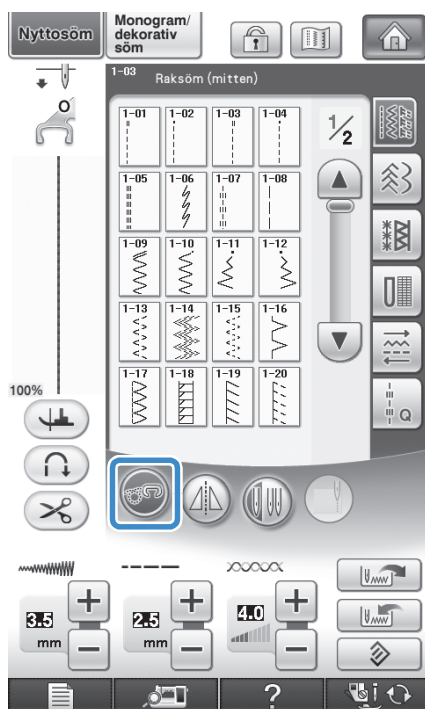 Nyttosöm
Monogram/
dekorativ
söm
1-03
Raksöm (mitten)
1-01 1-02 1-03 1-04
1/2
1-05 1-06 1-07 1-08
1-09 1-10 1-11 1-12
1-13 1-14 1-15 1-16
1-17 1-18 1-19 1-20
100%
Q
3.5
mm
2.5
mm
4.0
?